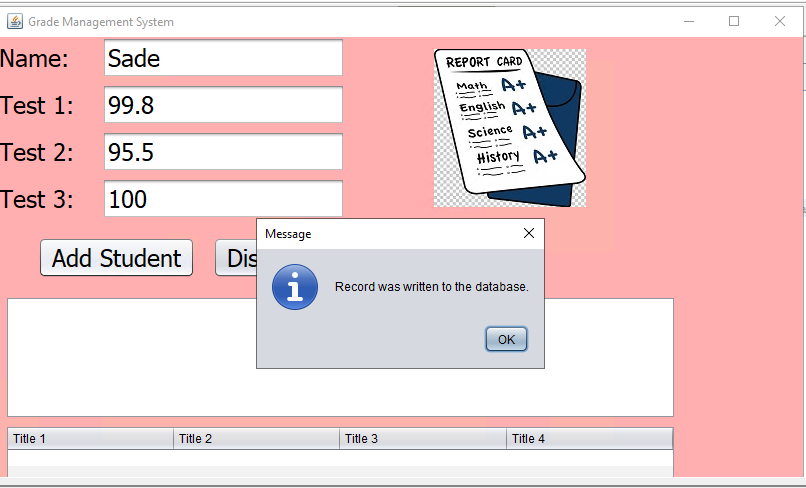 Grade Management System
Name: Sade
Test 1: 99.8
Test 2: 95.5
Test 3: 100
REPORT CARD
Math A+
English A+
Science A+
History A+
Add Student Dis
Message
Record was written to the database.
OK
Title 1 Title 2 Title 3 Title 4